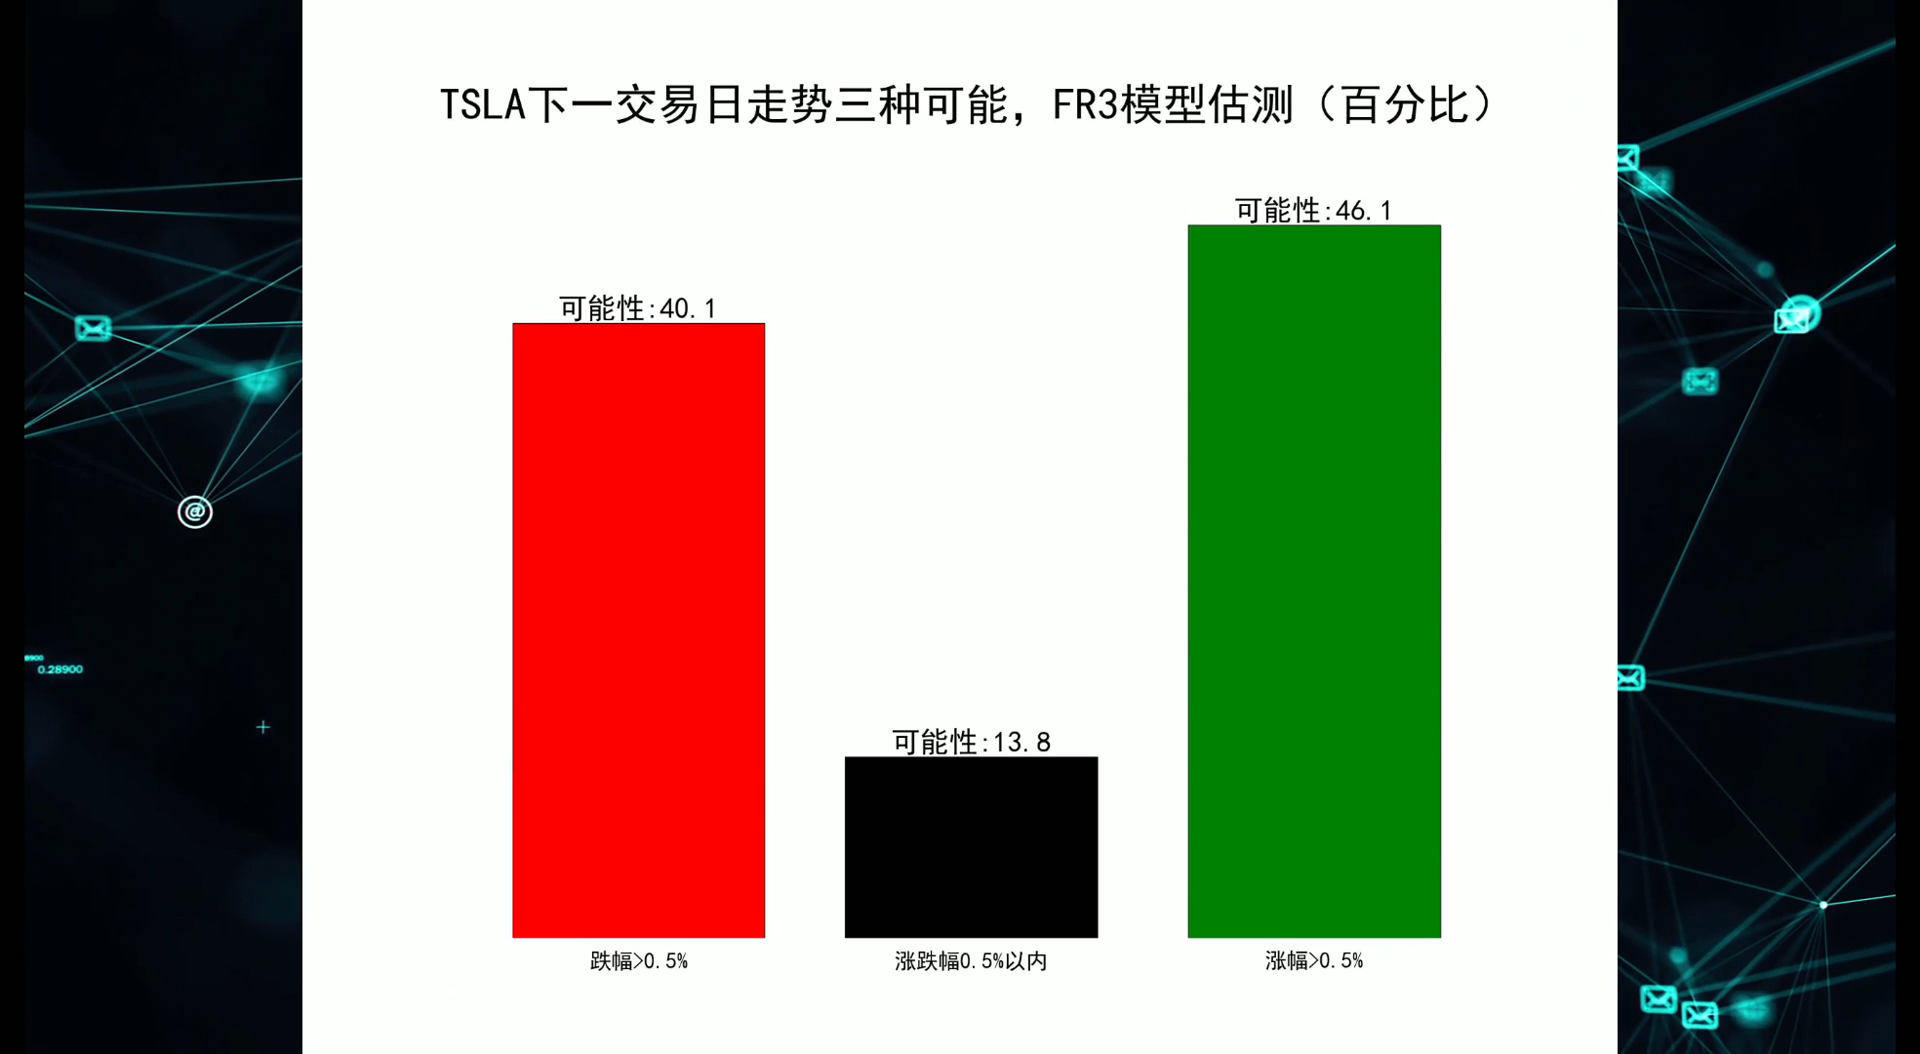 TSLA下一交易日走势三种可能，FR3模型估测（百分比）
可能性:46.1
可能性:40.1
可能性:13.8
跌幅>0.5%
涨跌幅0.5%以内
涨幅>0.5%
@
8900
0.28900